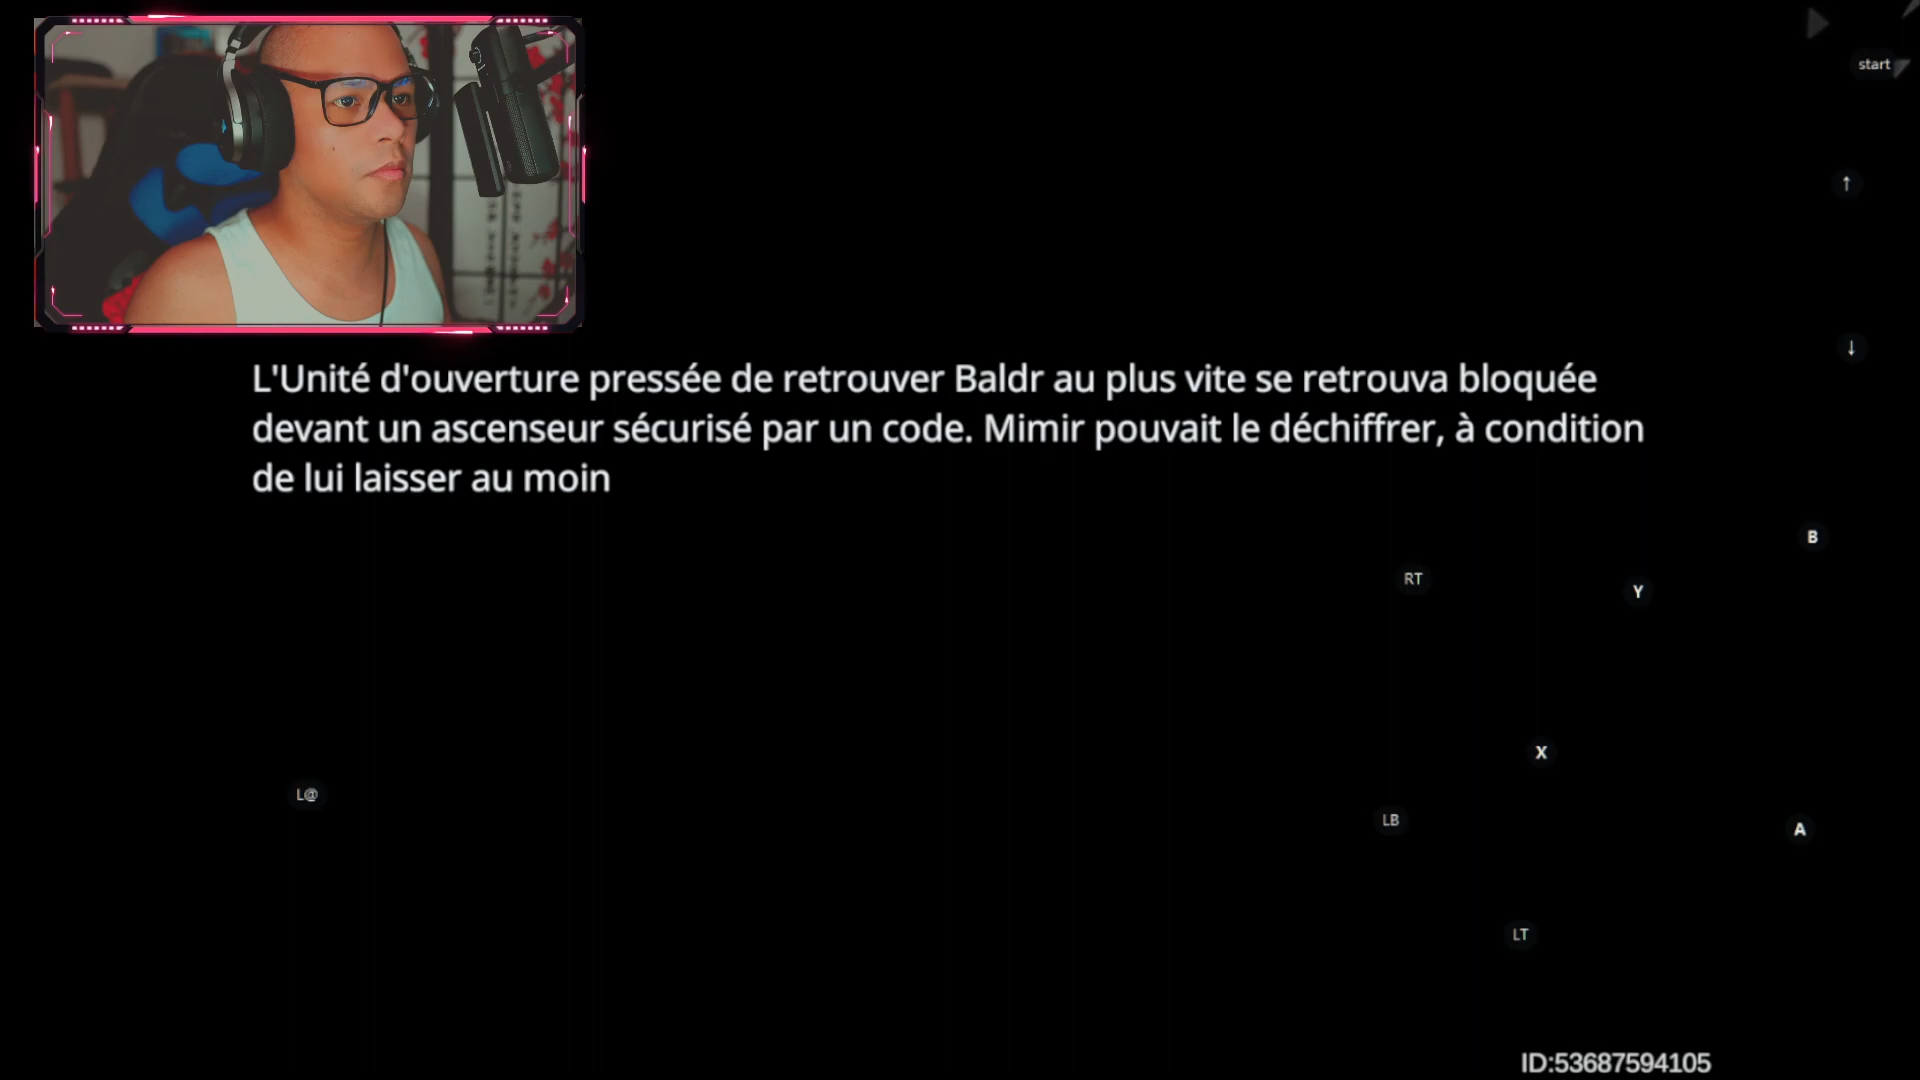 start
↑
↓
L'Unité d'ouverture pressée de retrouver Baldr au plus vite se retrouva bloquée
devant un ascenseur sécurisé par un code. Mimir pouvait le déchiffrer, à condition
de lui laisser au moin
B
RT
Y
X
L@
LB
A
LT
ID:53687594105